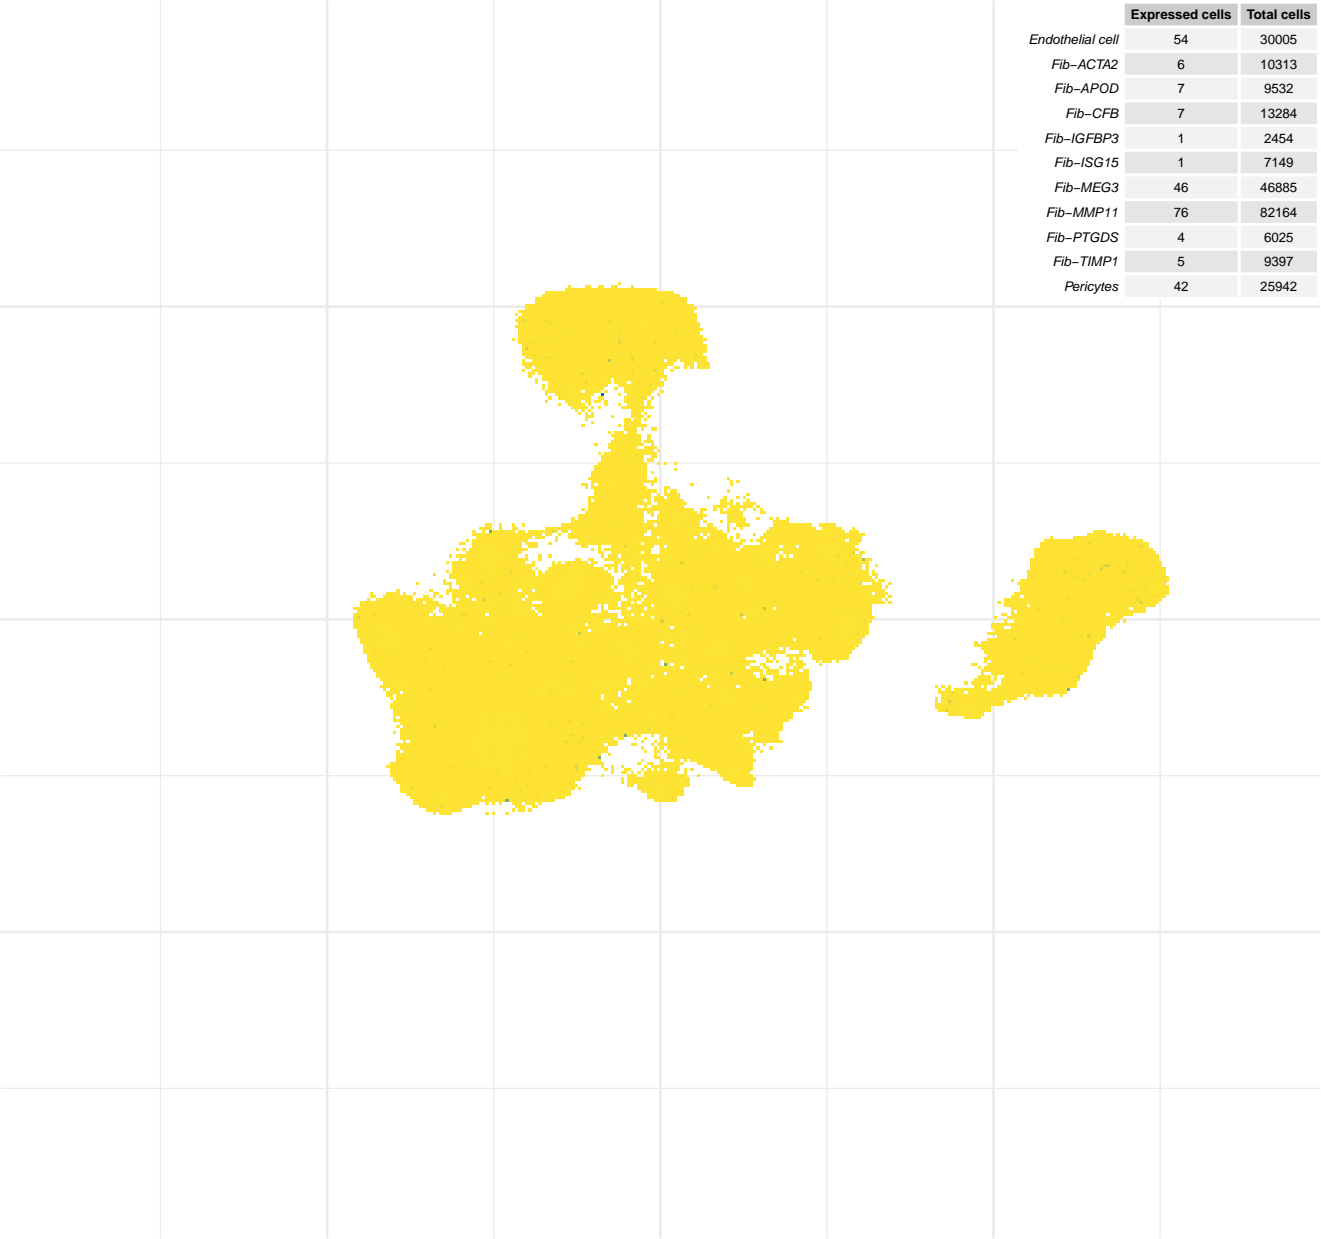 Expressed cells Total cells
Endothelial cell 54 30005
Fib−ACTA2 6 10313
Fib−APOD 7 9532
Fib−CFB 7 13284
Fib−IGFBP3 1 2454
Fib−ISG15 1 7149
Fib−MEG3 46 46885
Fib−MMP11 76 82164
Fib−PTGDS 4 6025
Fib−TIMP1 5 9397
Pericytes 42 25942